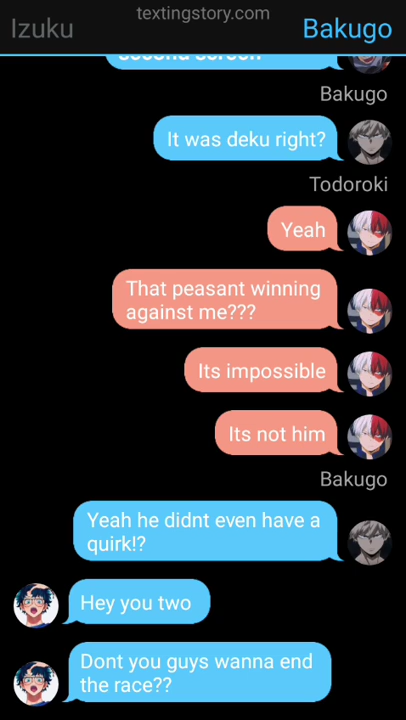 textingstory.com
Izuku
Bakugo
second screen
Bakugo
It was deku right?
Todoroki
Yeah
That peasant winning
against me???
Its impossible
Its not him
Bakugo
Yeah he didnt even have a
quirk!?
Hey you two
Dont you guys wanna end
the race??